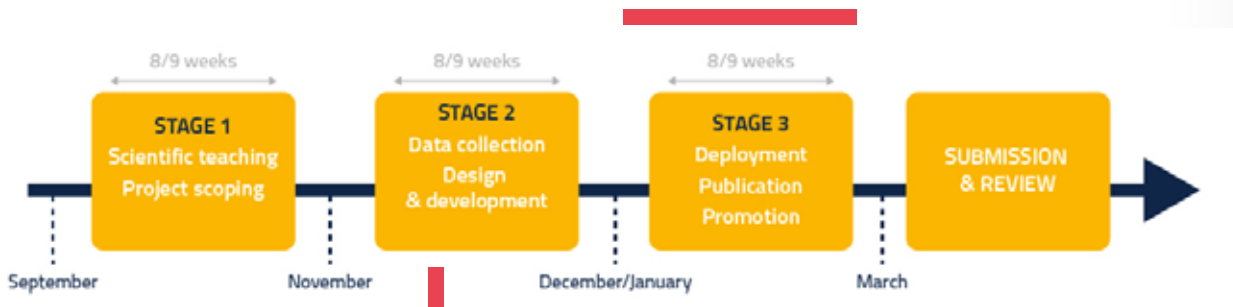 8/9 weeks
8/9 weeks
8/9 weeks
STAGE 1
Scientific teaching
Project scoping
STAGE 2
Data collection
Design
& development
STAGE 3
Deployment
Publication
Promotion
SUBMISSION
& REVIEW
September
November
December/January
March